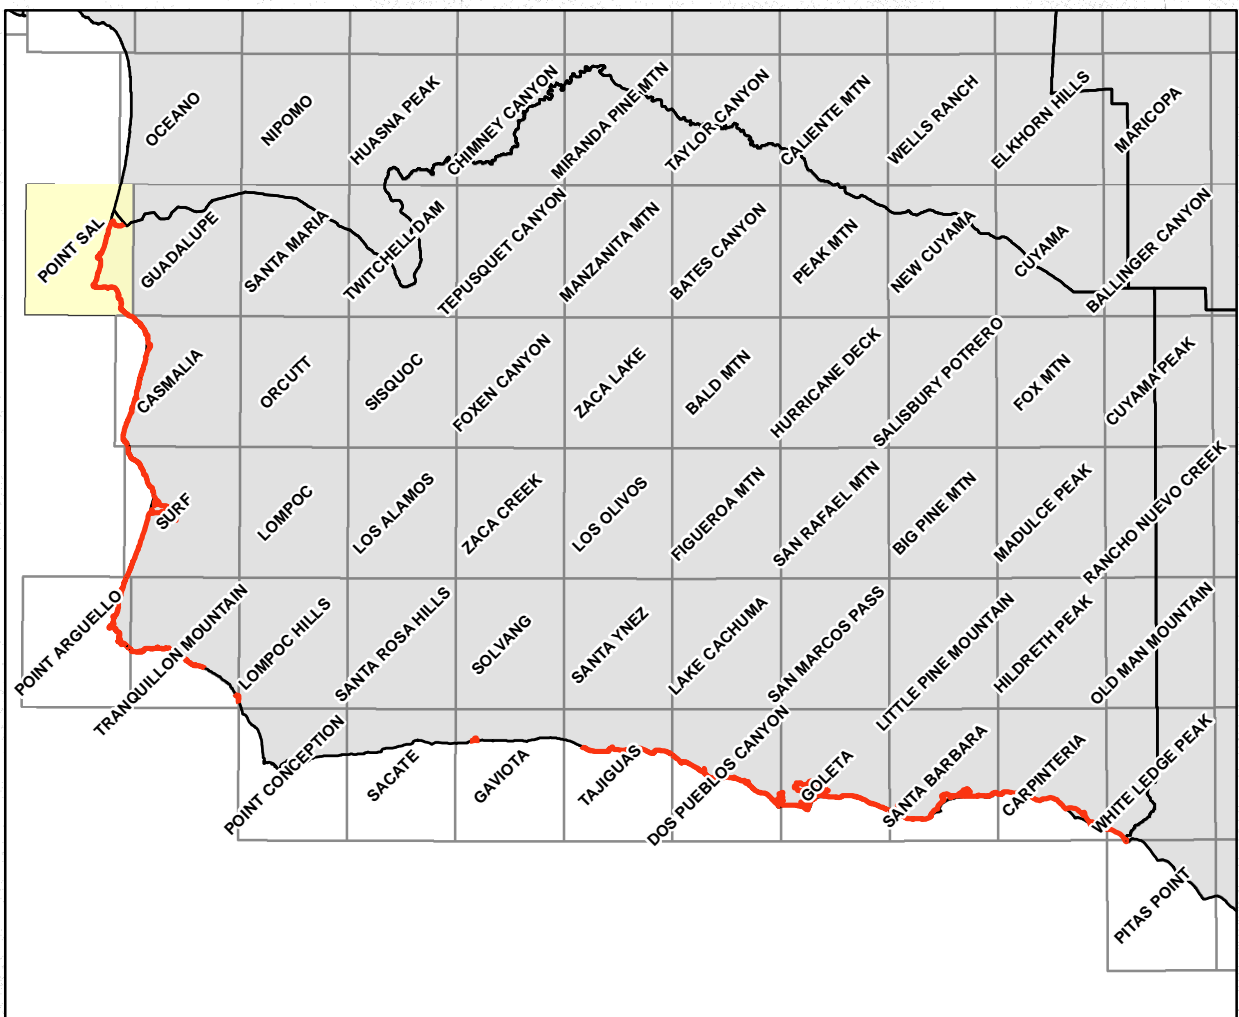 OCEANO
NIPOMO
HUASNA PEAK
CHIMNEY CANYON
MIRANDA PINE MTN
TAYLOR CANYON
CALIENTE MTN
WELLS RANCH
ELKHORN HILLS
MARICOPA
POINT SAL
GUADALUPE
SANTA MARIA
TWITCHELL DAM
TEPUSQUET CANYON
MANZANITA MTN
BATES CANYON
PEAK MTN
NEW CUYAMA
CUYAMA
BALLINGER CANYON
CASMALIA
ORCUTT
SISQUOC
FOXEN CANYON
ZACA LAKE
BALD MTN
HURRICANE DECK
SALISBURY POTRERO
FOX MTN
CUYAMA PEAK
SURF
LOMPOC
LOS ALAMOS
ZACA CREEK
LOS OLIVOS
FIGUEROA MTN
SAN RAFAEL MTN
BIG PINE MTN
MADULCE PEAK
RANCHO NUEVO CREEK
POINT ARGUELLO
TRANQUILLON MOUNTAIN
LOMPOC HILLS
SANTA ROSA HILLS
SOLVANG
SANTA YNEZ
LAKE CACHUMA
SAN MARCOS PASS
LITTLE PINE MOUNTAIN
HILDRETH PEAK
OLD MAN MOUNTAIN
POINT CONCEPTION
SACATE
GAVIOTA
TAJIGUAS
DOS PUEBLOS CANYON
GOLETA
SANTA BARBARA
CARPINTERIA
WHITE LEDGE PEAK
PITAS POINT